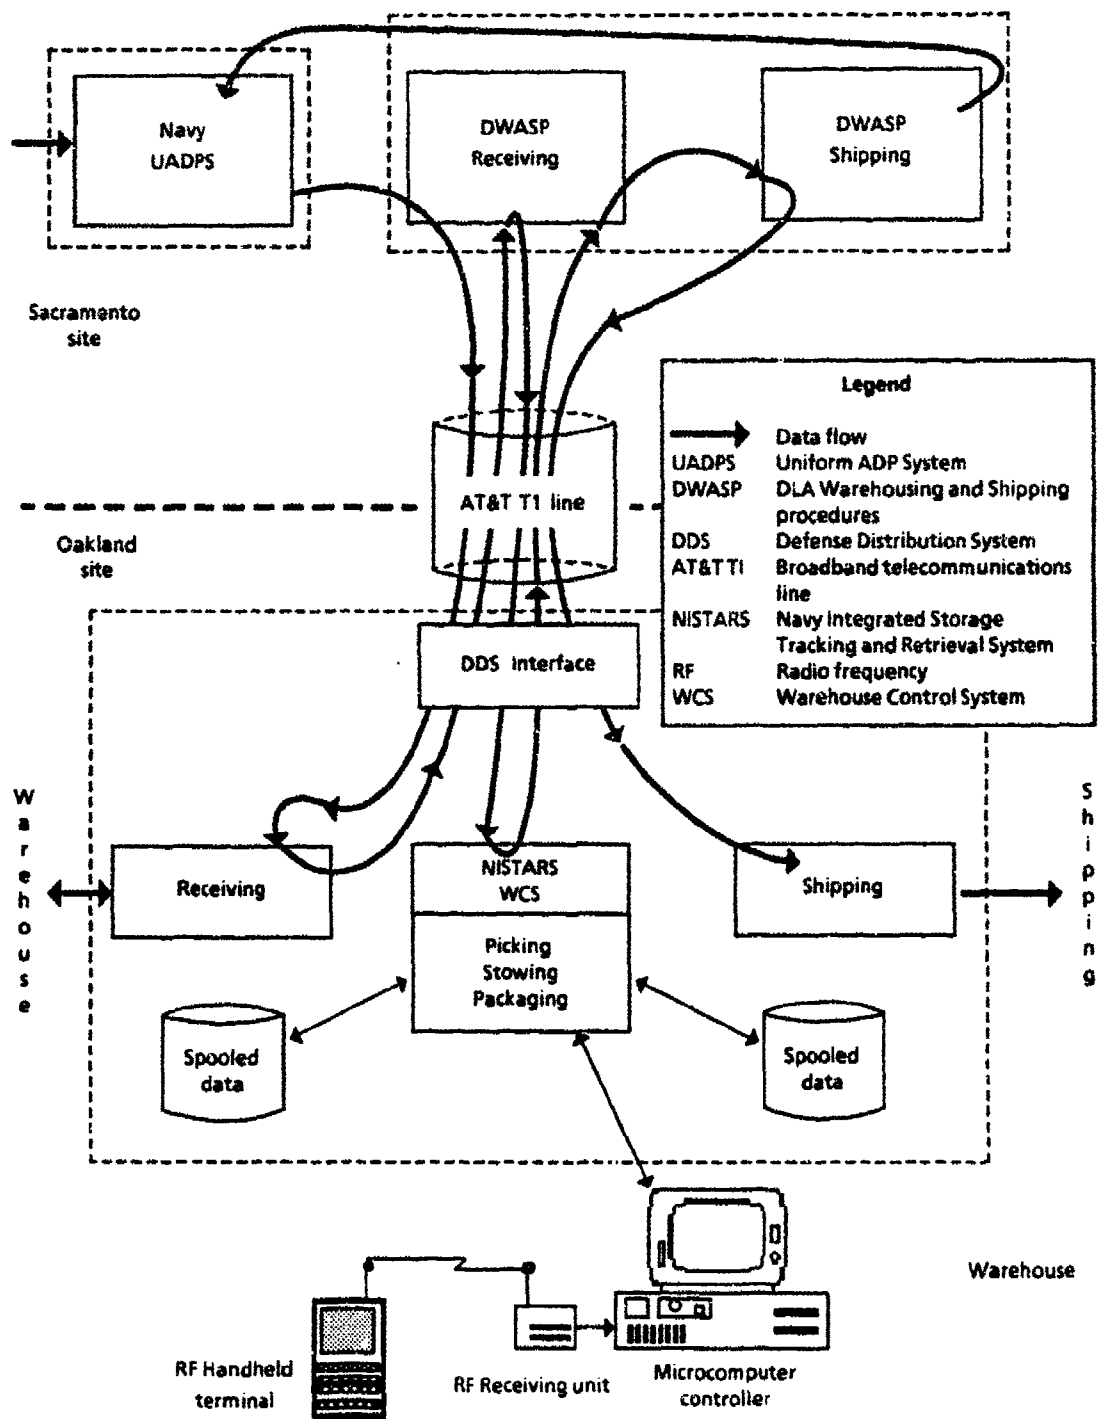 Navy
UADPS
DWASP
Receiving
DWASP
Shipping
Sacramento
site
Legend
Data flow
UADPS Uniform ADP System
DWASP DLA Warehousing and Shipping
procedures
DDS Defense Distribution System
AT&T TI Broadband telecommunications
line
NISTARS Navy Integrated Storage
Tracking and Retrieval System
RF Radio frequency
WCS Warehouse Control System
AT&T T1 line
Oakland
site
DDS Interface
Warehouse
Receiving
NISTARS
WCS
Picking
Stowing
Packaging
Shipping
Shipping
Spooled
data
Spooled
data
Warehouse
RF Handheld
terminal
RF Receiving unit
Microcomputer
controller